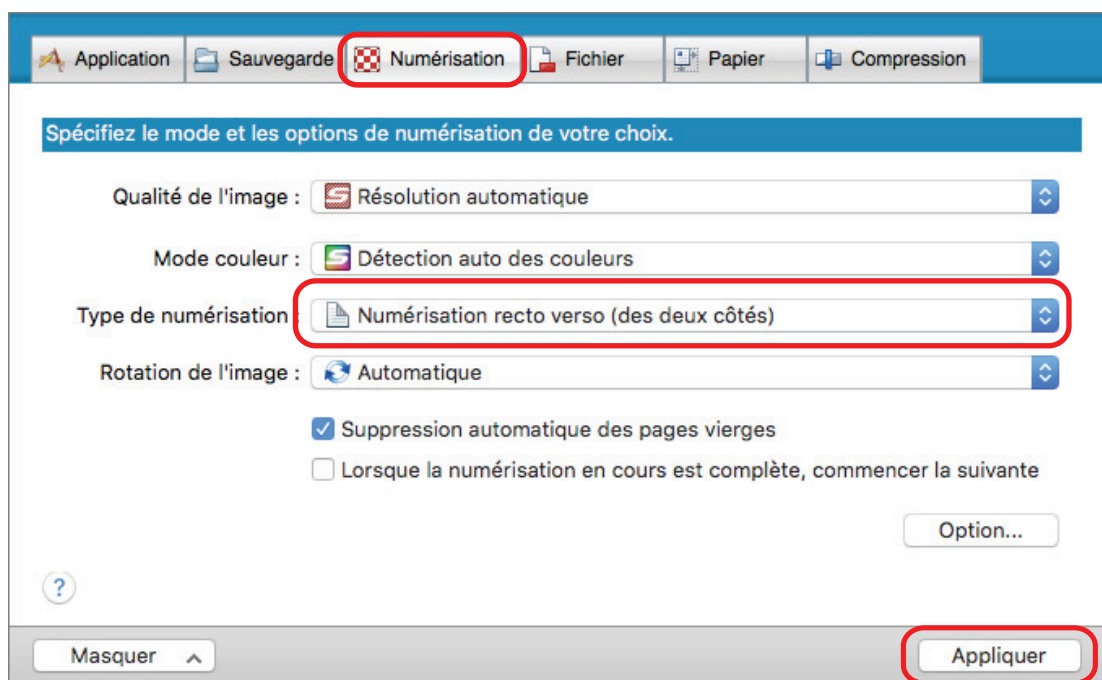 Application Sauvegarde Numérisation Fichier Papier Compression
Spécifiez le mode et les options de numérisation de votre choix.
Qualité de l'image : Résolution automatique
Mode couleur : Détection auto des couleurs
Type de numérisation : Numérisation recto verso (des deux côtés)
Rotation de l'image : Automatique
Suppression automatique des pages vierges
Lorsque la numérisation en cours est complète, commencer la suivante
Option...
?
Masquer Appliquer